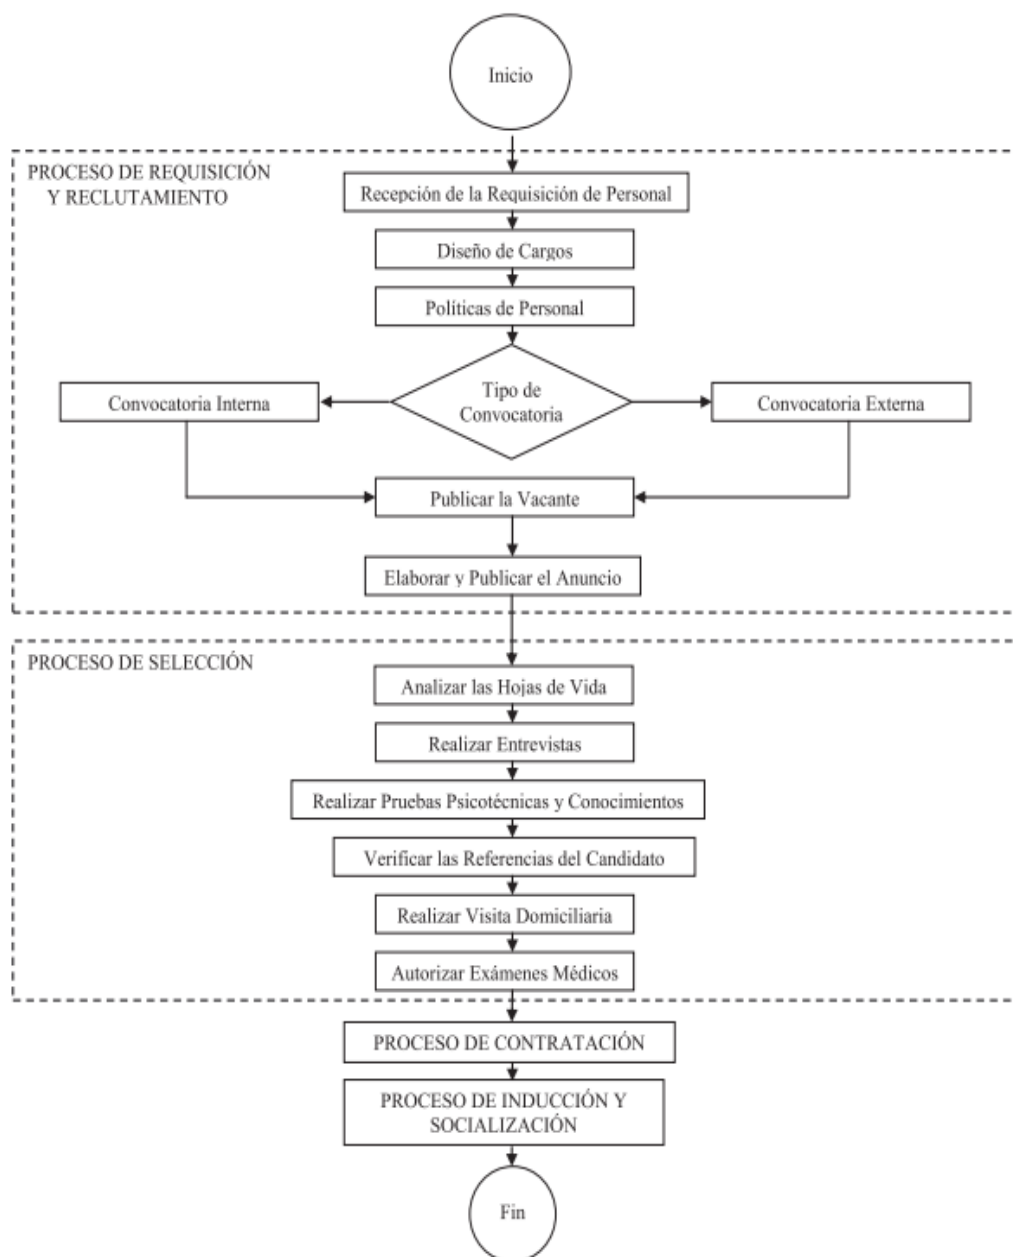 Inicio
PROCESO DE REQUISICIÓN
Y RECLUTAMIENTO
Recepción de la Requisición de Personal
Diseño de Cargos
Políticas de Personal
Tipo de
Convocatoria
Convocatoria Interna
Convocatoria Externa
Publicar la Vacante
Elaborar y Publicar el Anuncio
PROCESO DE SELECCIÓN
Analizar las Hojas de Vida
Realizar Entrevistas
Realizar Pruebas Psicotécnicas y Conocimientos
Verificar las Referencias del Candidato
Realizar Visita Domiciliaria
Autorizar Exámenes Médicos
PROCESO DE CONTRATACIÓN
PROCESO DE INDUCCIÓN Y
SOCIALIZACIÓN
Fin